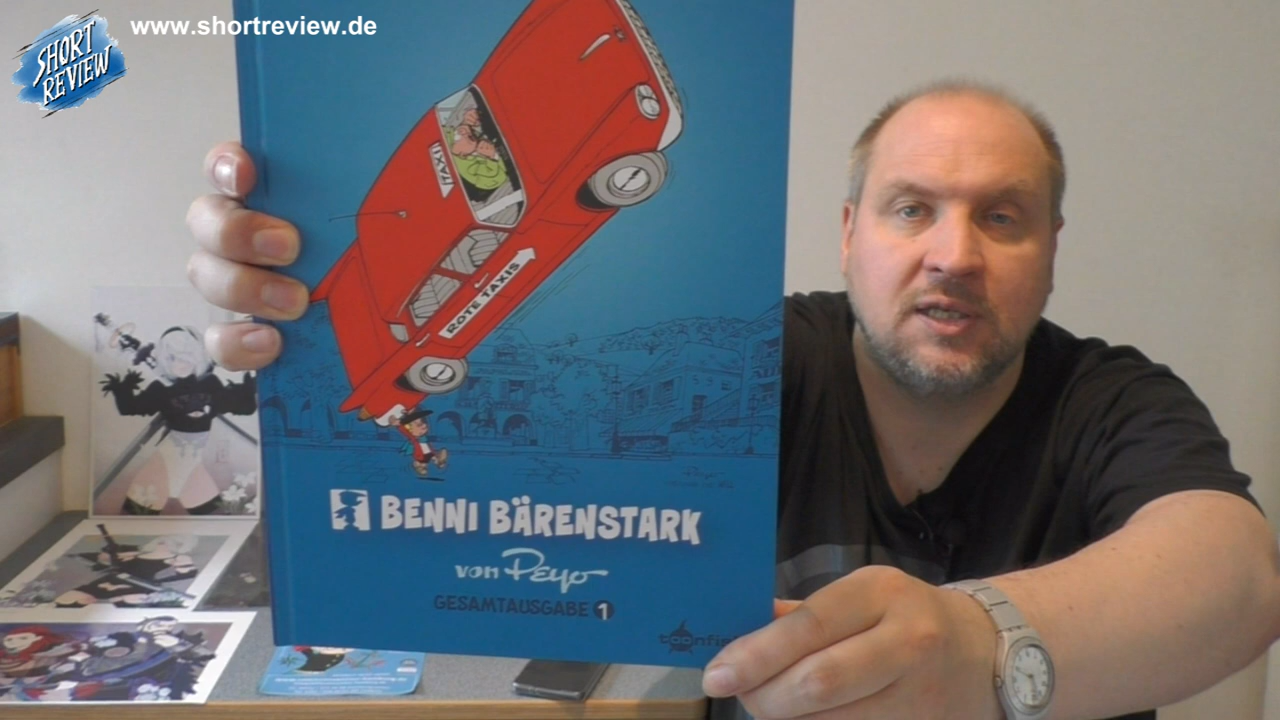 SHORT
REVIEW
www.shortreview.de
TAXI
ROTE TAXIS
BENNI BÄRENSTARK
von Peyo
GESAMTAUSGABE 1